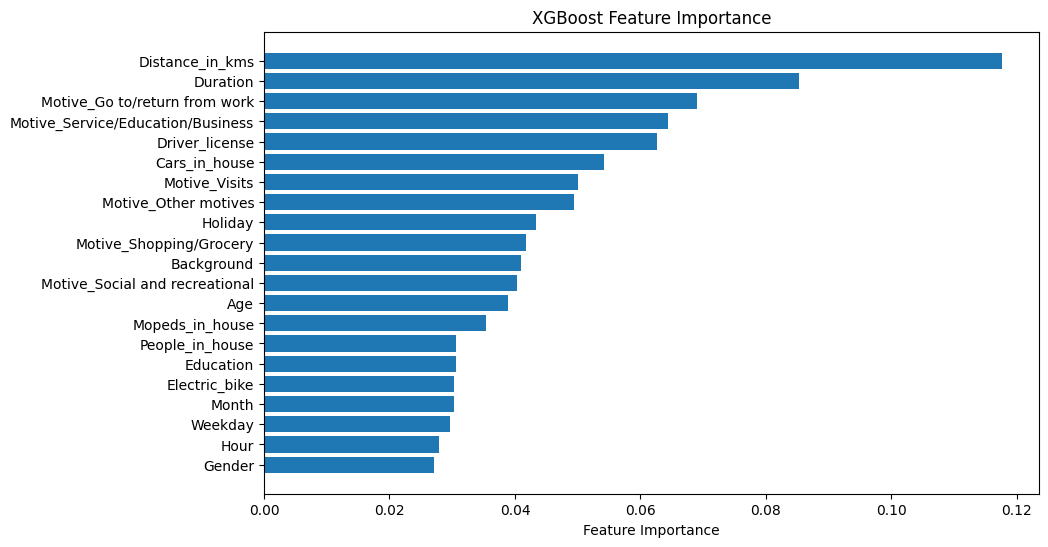 XGBoost Feature Importance
Distance_in_kms
Duration
Motive_Go to/return from work
Motive_Service/Education/Business
Driver_license
Cars_in_house
Motive_Visits
Motive_Other motives
Holiday
Motive_Shopping/Grocery
Background
Motive_Social and recreational
Age
Mopeds_in_house
People_in_house
Education
Electric_bike
Month
Weekday
Hour
Gender
0.00 0.02 0.04 0.06 0.08 0.10 0.12
Feature Importance